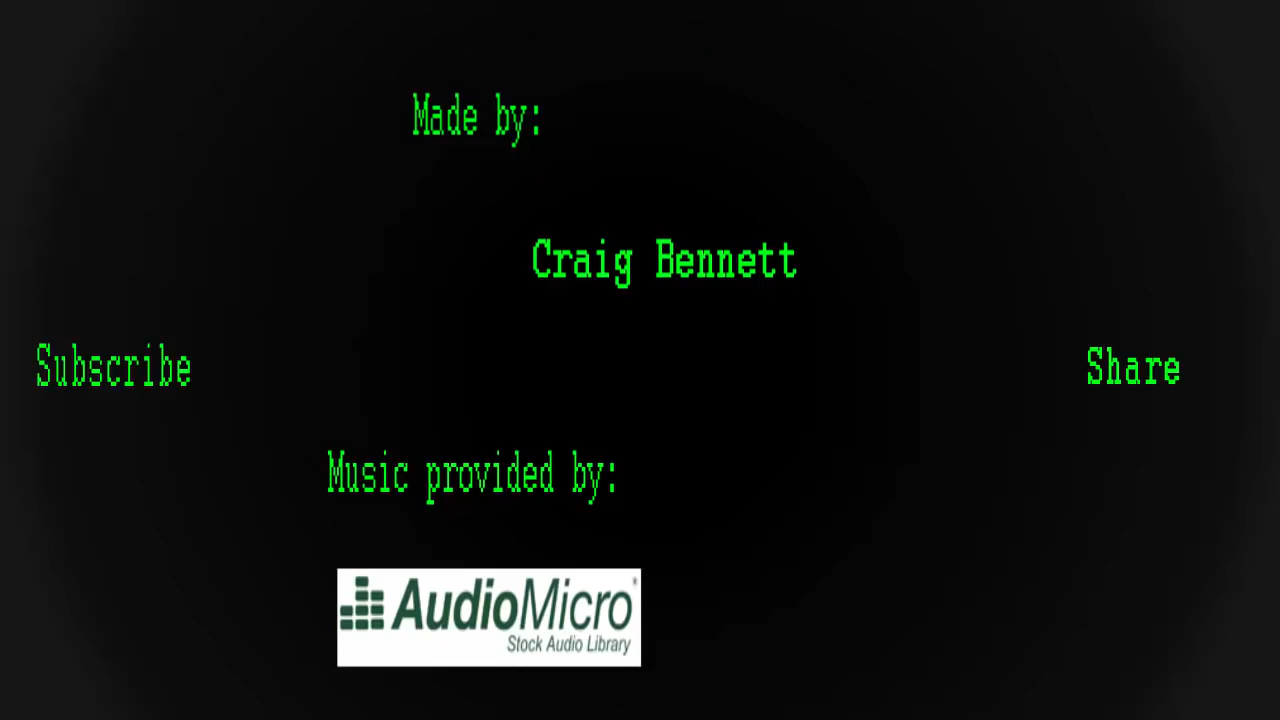 Made by:
Craig Bennett
Subscribe
Share
Music provided by:
AudioMicro
Stock Audio Library